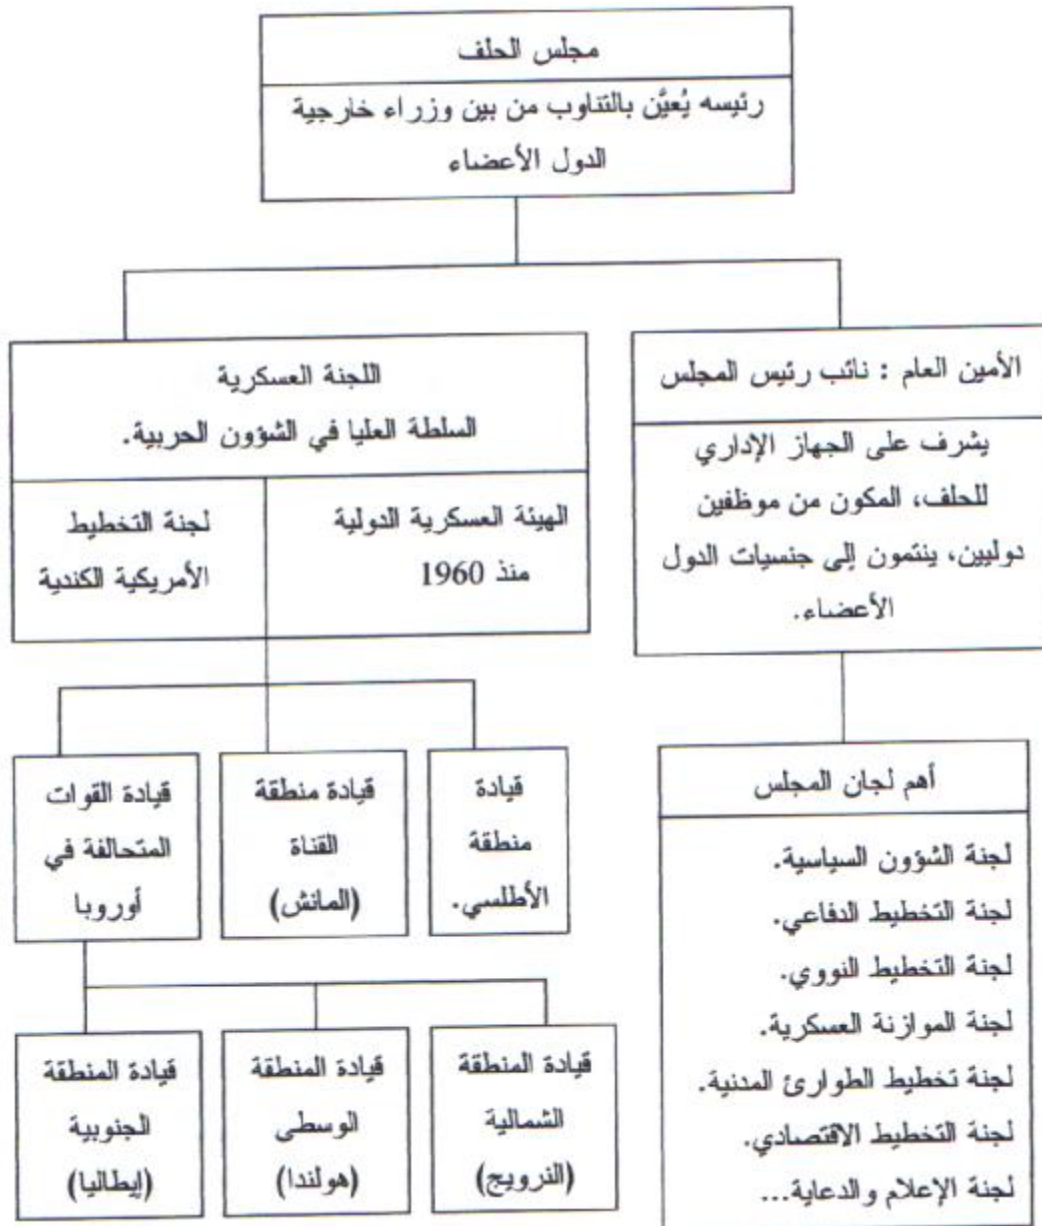 مجلس الحلف
رئيسه يُعيَّن بالتناوب من بين وزراء خارجية
الدول الأعضاء
الأمين العام : نائب رئيس المجلس
يشرف على الجهاز الإداري
للحلف، المكون من موظفين
دوليين، ينتمون إلى جنسيات الدول
الأعضاء.
اللجنة العسكرية
السلطة العليا في الشؤون الحربية.
الهيئة العسكرية الدولية
منذ 1960
لجنة التخطيط
الأمريكية الكندية
أهم لجان المجلس
لجنة الشؤون السياسية.
لجنة التخطيط الدفاعي.
لجنة التخطيط النووي.
لجنة الموازنة العسكرية.
لجنة تخطيط الطوارئ المدنية.
لجنة التخطيط الاقتصادي.
لجنة الإعلام والدعاية...
قيادة
منطقة
الأطلسي.
قيادة منطقة
القناة
(المانش)
قيادة القوات
المتحالفة في
أوروبا
قيادة المنطقة
الشمالية
(النرويج)
قيادة المنطقة
الوسطى
(هولندا)
قيادة المنطقة
الجنوبية
(إيطاليا)